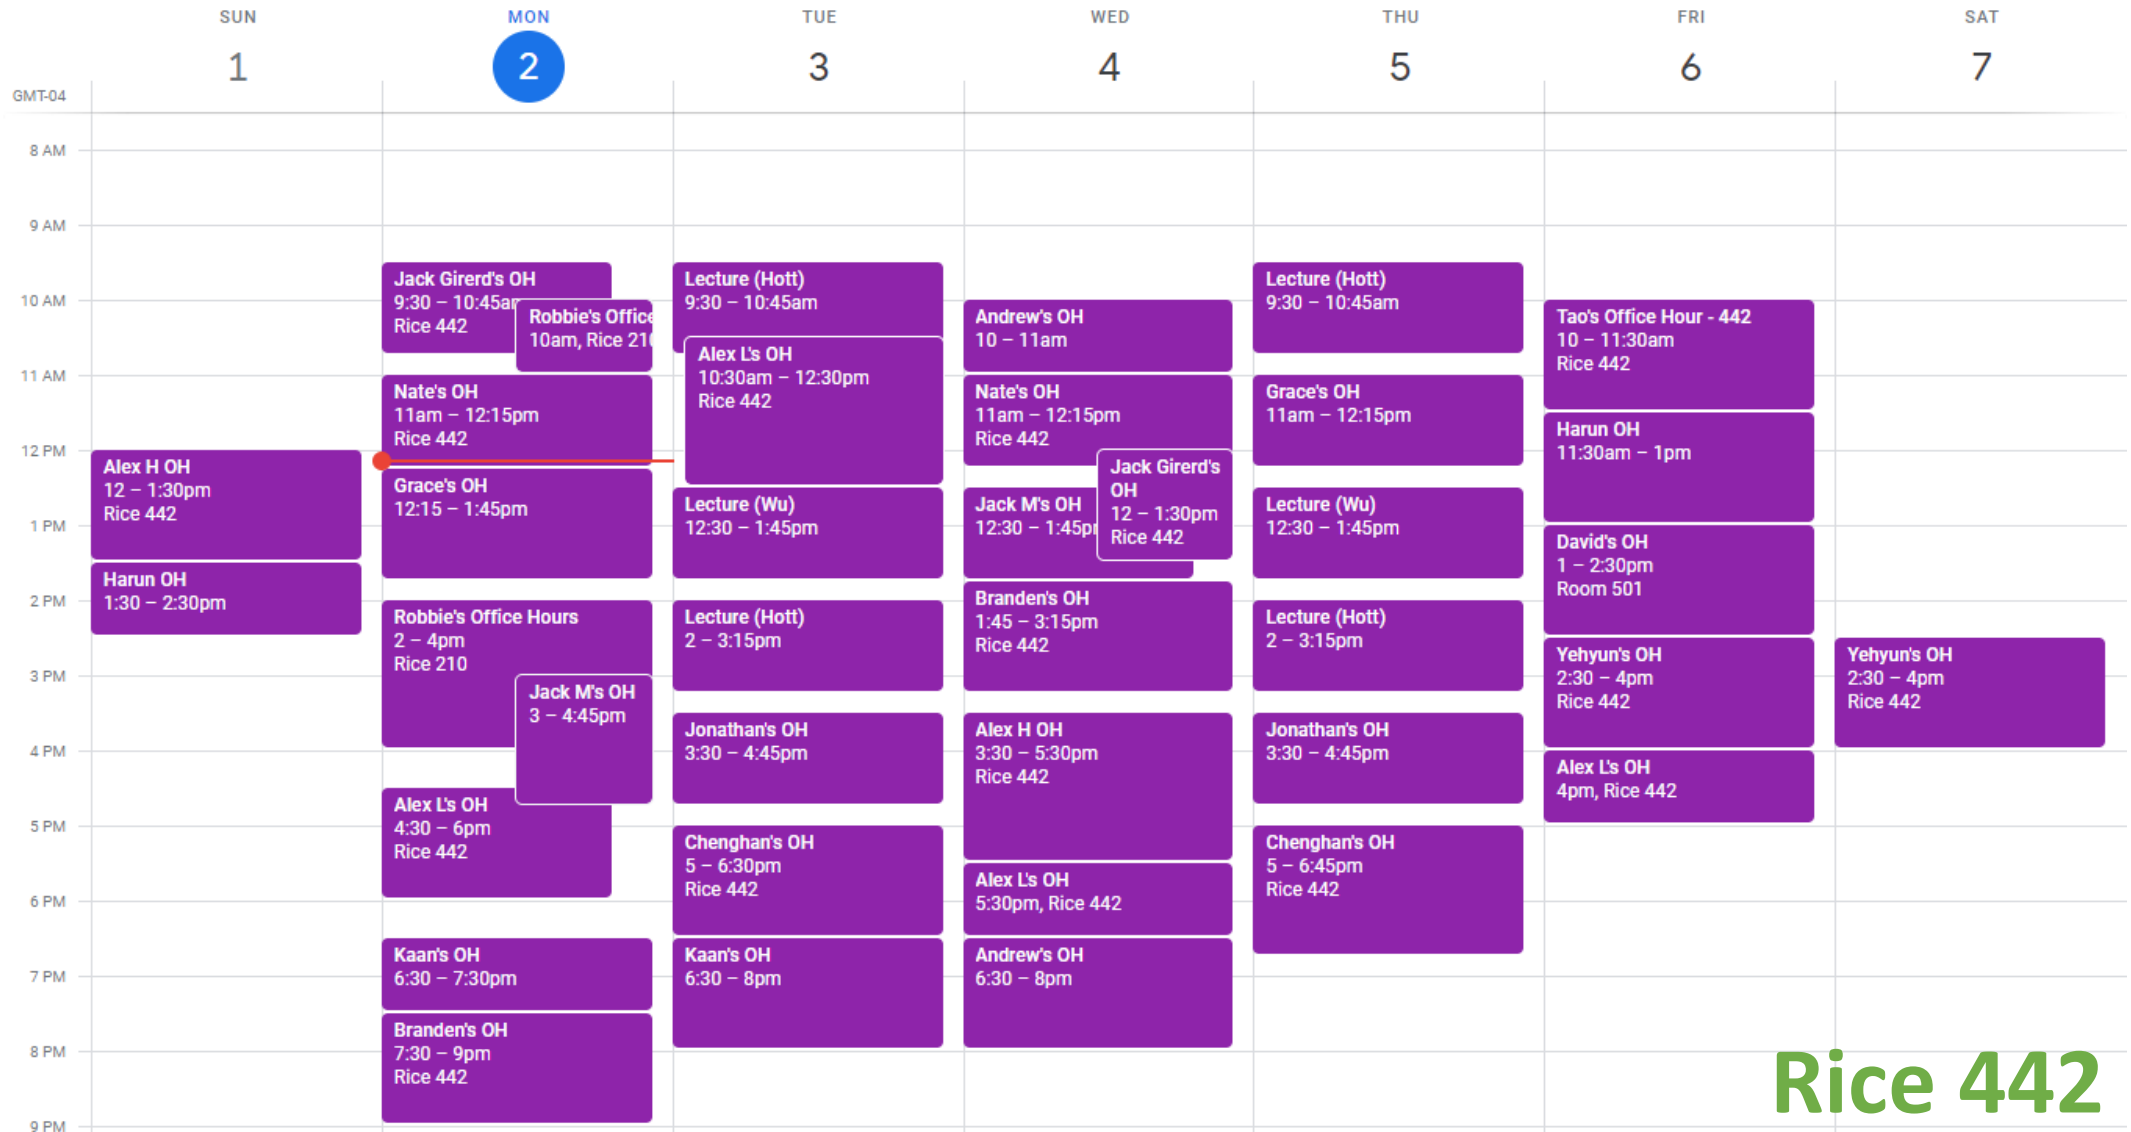 SUN MON TUE WED THU FRI SAT
1 2 3 4 5 6 7
GMT-04
8 AM
9 AM
10 AM
11 AM
12 PM
1 PM
2 PM
3 PM
4 PM
5 PM
6 PM
7 PM
8 PM
9 PM
Alex H OH
12 – 1:30pm
Rice 442
Harun OH
1:30 – 2:30pm
Jack Girerd's OH
9:30 – 10:45am
Rice 442
Robbie's Office
10am, Rice 210
Nate's OH
11am – 12:15pm
Rice 442
Grace's OH
12:15 – 1:45pm
Robbie's Office Hours
2 – 4pm
Rice 210
Jack M's OH
3 – 4:45pm
Alex L's OH
4:30 – 6pm
Rice 442
Kaan's OH
6:30 – 7:30pm
Branden's OH
7:30 – 9pm
Rice 442
Lecture (Hott)
9:30 – 10:45am
Alex L's OH
10:30am – 12:30pm
Rice 442
Lecture (Wu)
12:30 – 1:45pm
Lecture (Hott)
2 – 3:15pm
Jonathan's OH
3:30 – 4:45pm
Chenghan's OH
5 – 6:30pm
Rice 442
Kaan's OH
6:30 – 8pm
Andrew's OH
10 – 11am
Nate's OH
11am – 12:15pm
Rice 442
Jack Girerd's
OH
12 – 1:30pm
Rice 442
Jack M's OH
12:30 – 1:45pm
Branden's OH
1:45 – 3:15pm
Rice 442
Alex H OH
3:30 – 5:30pm
Rice 442
Alex L's OH
5:30pm, Rice 442
Andrew's OH
6:30 – 8pm
Lecture (Hott)
9:30 – 10:45am
Grace's OH
11am – 12:15pm
Lecture (Wu)
12:30 – 1:45pm
Lecture (Hott)
2 – 3:15pm
Jonathan's OH
3:30 – 4:45pm
Chenghan's OH
5 – 6:45pm
Rice 442
Tao's Office Hour - 442
10 – 11:30am
Rice 442
Harun OH
11:30am – 1pm
David's OH
1 – 2:30pm
Room 501
Yehyun's OH
2:30 – 4pm
Rice 442
Alex L's OH
4pm, Rice 442
Yehyun's OH
2:30 – 4pm
Rice 442
Rice 442